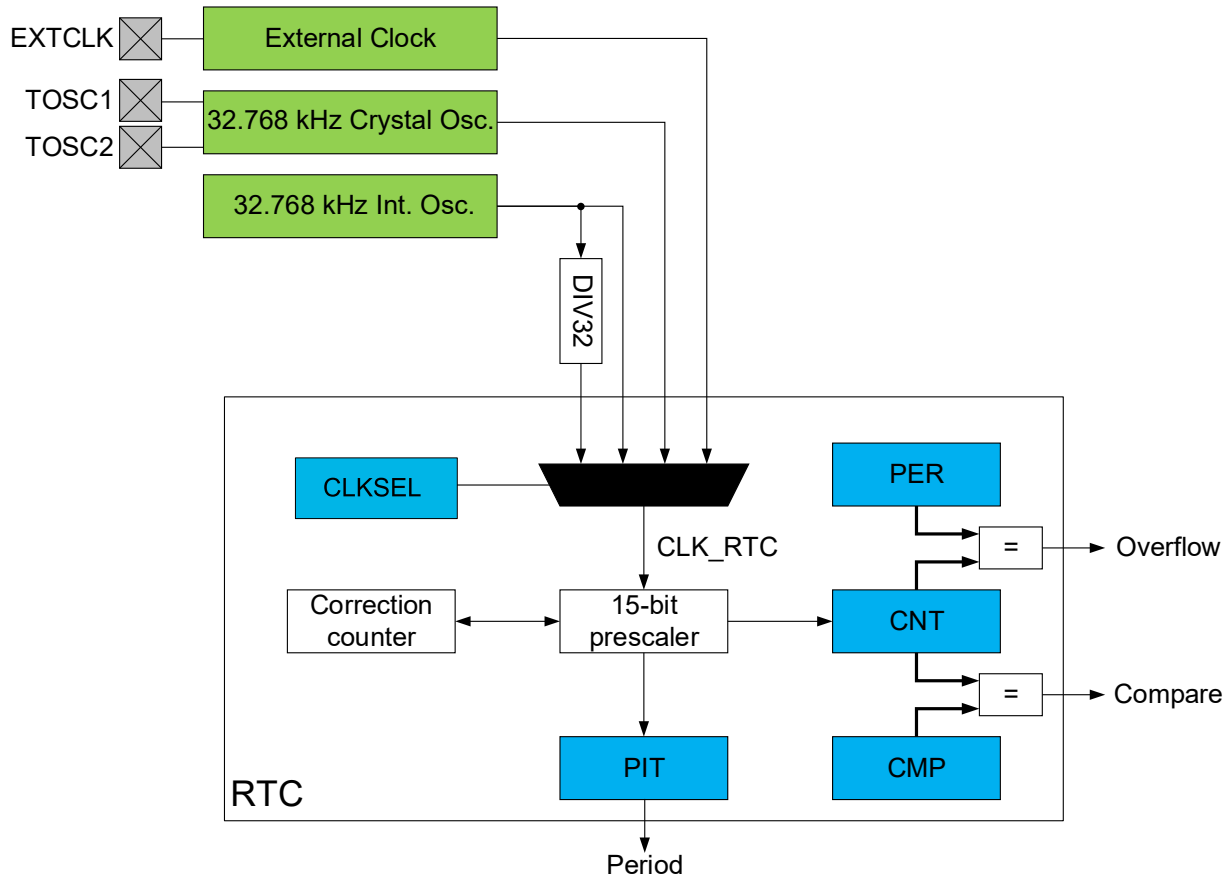 EXTCLK
External Clock
TOSC1
32.768 kHz Crystal Osc.
TOSC2
32.768 kHz Int. Osc.
DIV32
CLKSEL
PER
=
Overflow
CLK_RTC
Correction
counter
15-bit
prescaler
CNT
=
Compare
PIT
CMP
RTC
Period